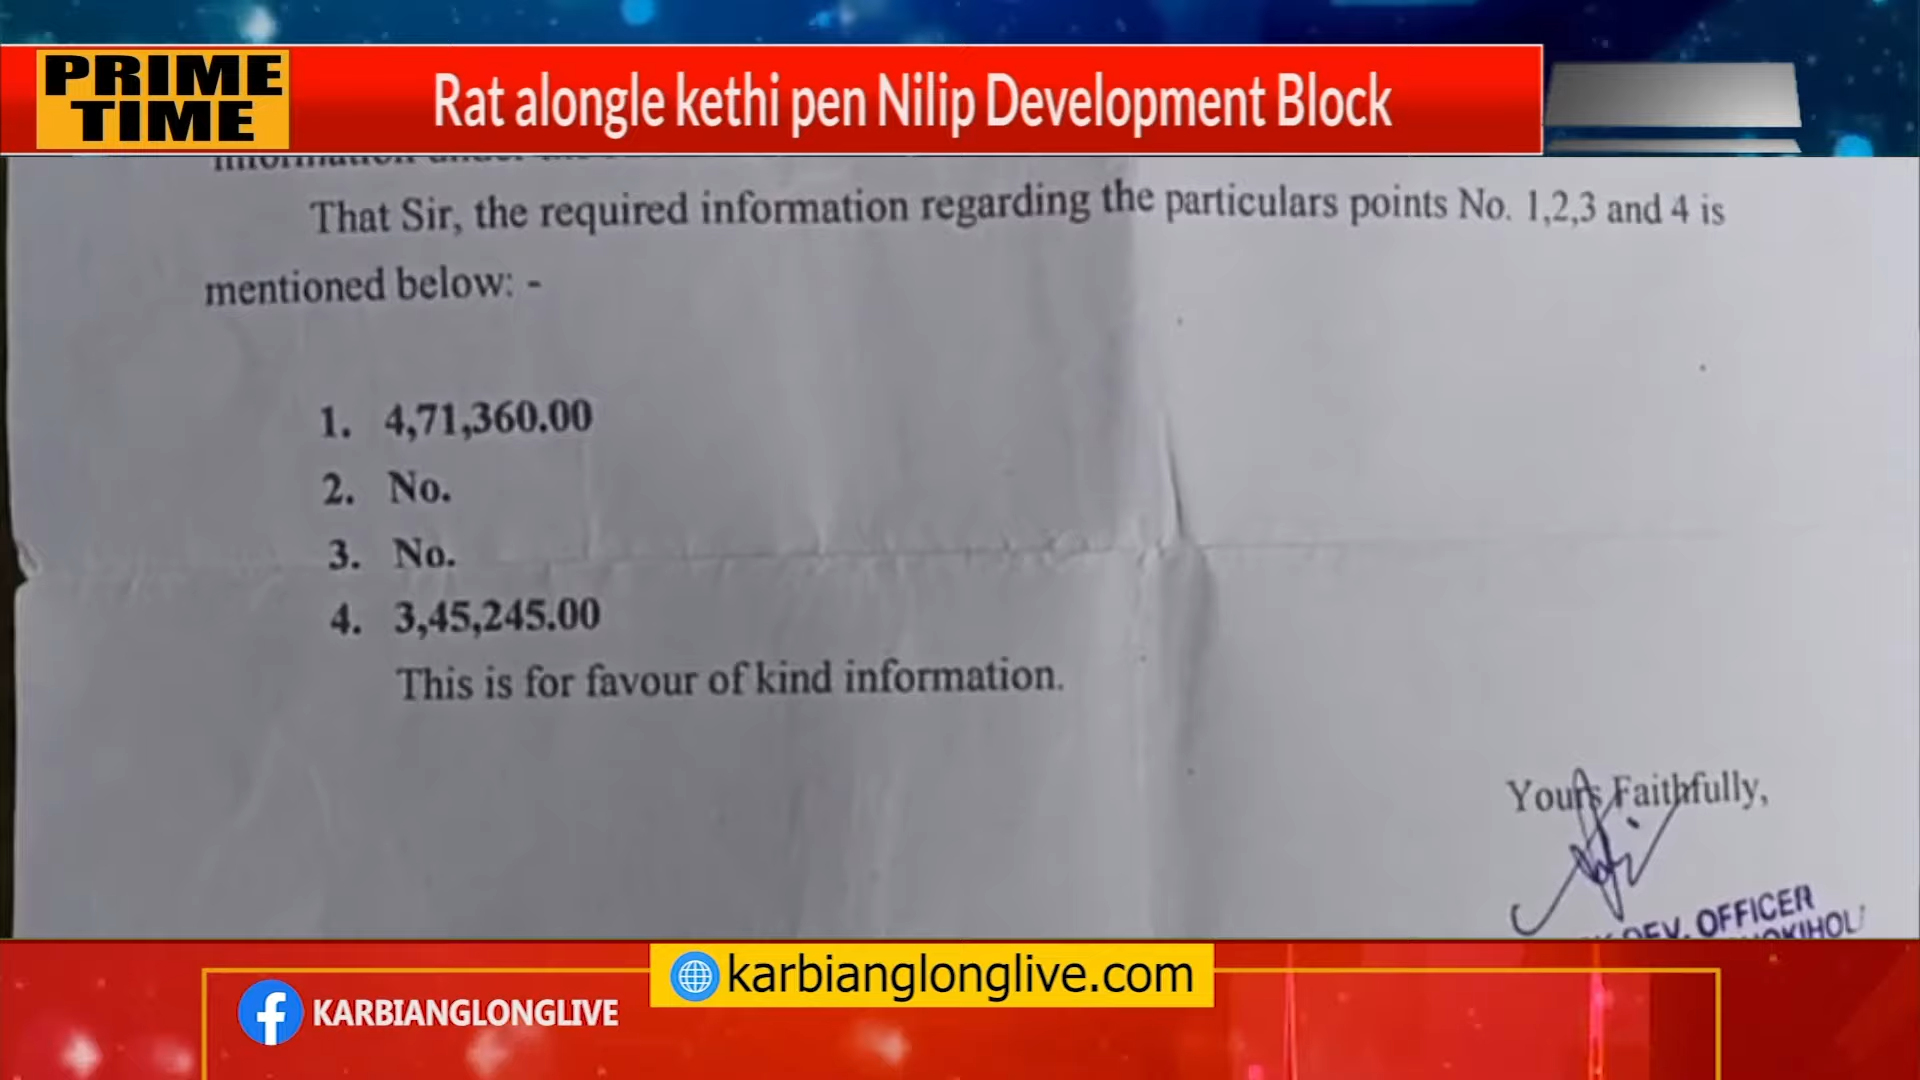 PRIME
TIME
Rat alongle kethi pen Nilip Development Block
That Sir, the required information regarding the particulars points No. 1,2,3 and 4 is
mentioned below: -
1. 4,71,360.00
2. No.
3. No.
4. 3,45,245.00
This is for favour of kind information.
Yours Faithfully,
DEV. OFFICER
karbianglonglive.com
KARBIANGLONGLIVE